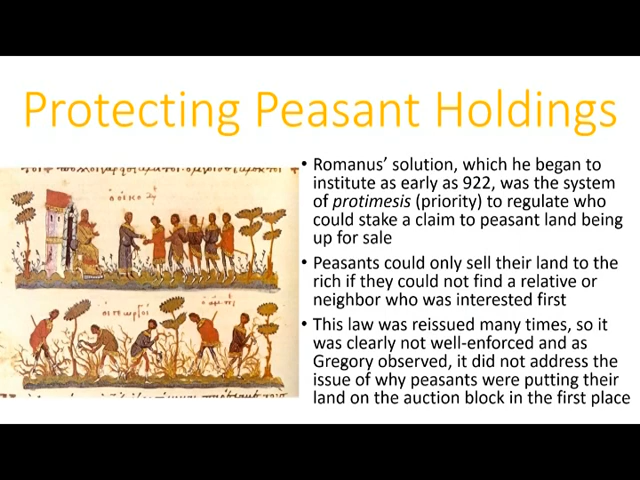 Protecting Peasant Holdings
• Romanus’ solution, which he began to
institute as early as 922, was the system
of protimesis (priority) to regulate who
could stake a claim to peasant land being
up for sale
• Peasants could only sell their land to the
rich if they could not find a relative or
neighbor who was interested first
• This law was reissued many times, so it
was clearly not well-enforced and as
Gregory observed, it did not address the
issue of why peasants were putting their
land on the auction block in the first place